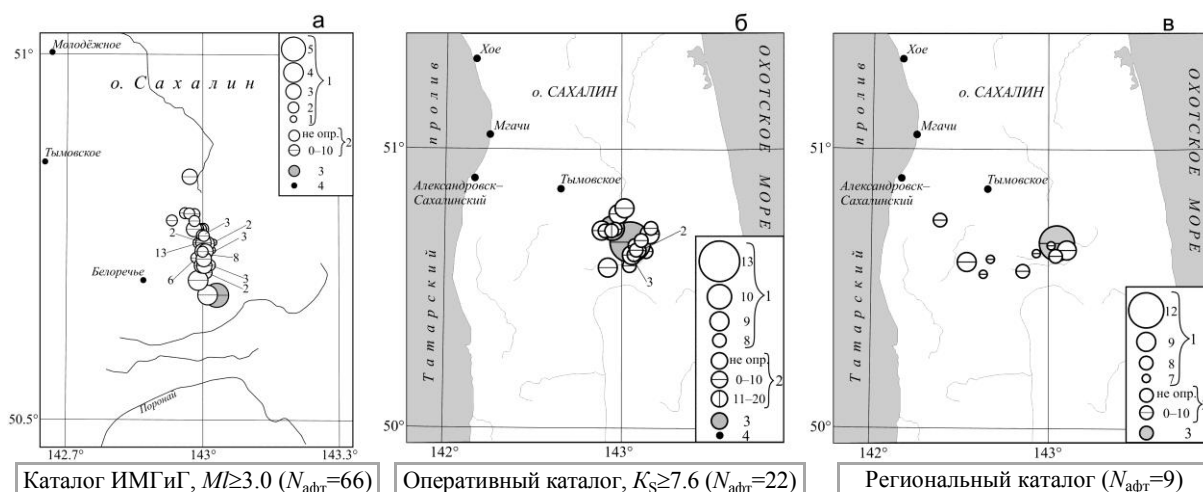 а
51°
Молодёжное
о. Сахалин
Тымовское
Белоречье
Поронай
50.5°
142.7°
143°
143.3°
5
4
3
2
1
1
не опр.
0–10
2
3
4
3
2
2
3
13
8
6
3
2
Каталог ИМГиГ, Ml≥3.0 (Nафт=66)
б
Хое
пролив
о. САХАЛИН
Мгачи
51°
Александровск–
Сахалинский
Тымовское
Татарский
ОХОТСКОЕ МОРЕ
2
3
50°
142°
143°
13
10
9
8
1
не опр.
0–10
11–20
2
3
4
Оперативный каталог, KS≥7.6 (Nафт=22)
в
Хое
пролив
о. САХАЛИН
Мгачи
51°
Александровск–
Сахалинский
Тымовское
Татарский
ОХОТСКОЕ МОРЕ
50°
142°
143°
12
9
8
7
1
не опр.
0–10
3
Региональный каталог (Nафт=9)